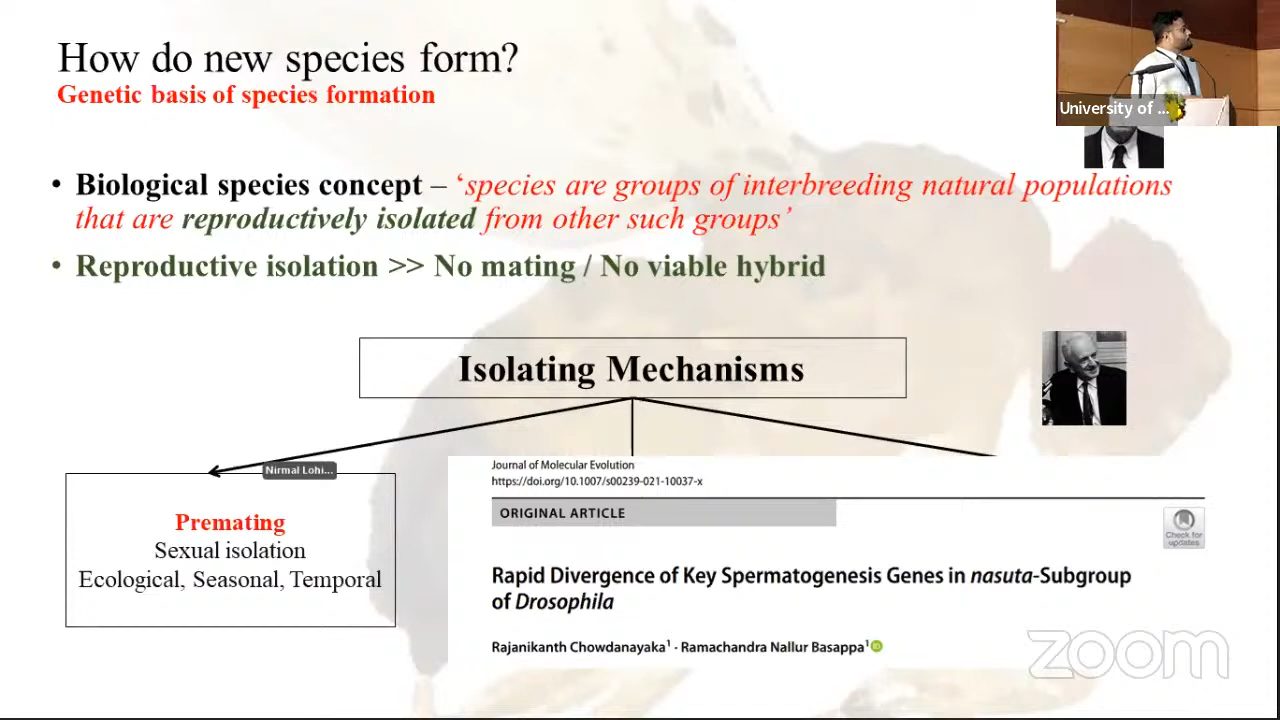 How do new species form?
Genetic basis of species formation
University of ...
• Biological species concept – ‘species are groups of interbreeding natural populations
that are reproductively isolated from other such groups’
• Reproductive isolation >> No mating / No viable hybrid
Isolating Mechanisms
Nirmal Lohi...
Premating
Sexual isolation
Ecological, Seasonal, Temporal
Journal of Molecular Evolution
https://doi.org/10.1007/s00239-021-10037-x
ORIGINAL ARTICLE
Check for
updates
Rapid Divergence of Key Spermatogenesis Genes in nasuta-Subgroup
of Drosophila
Rajanikanth Chowdanayaka¹ · Ramachandra Nallur Basappa¹
zoom